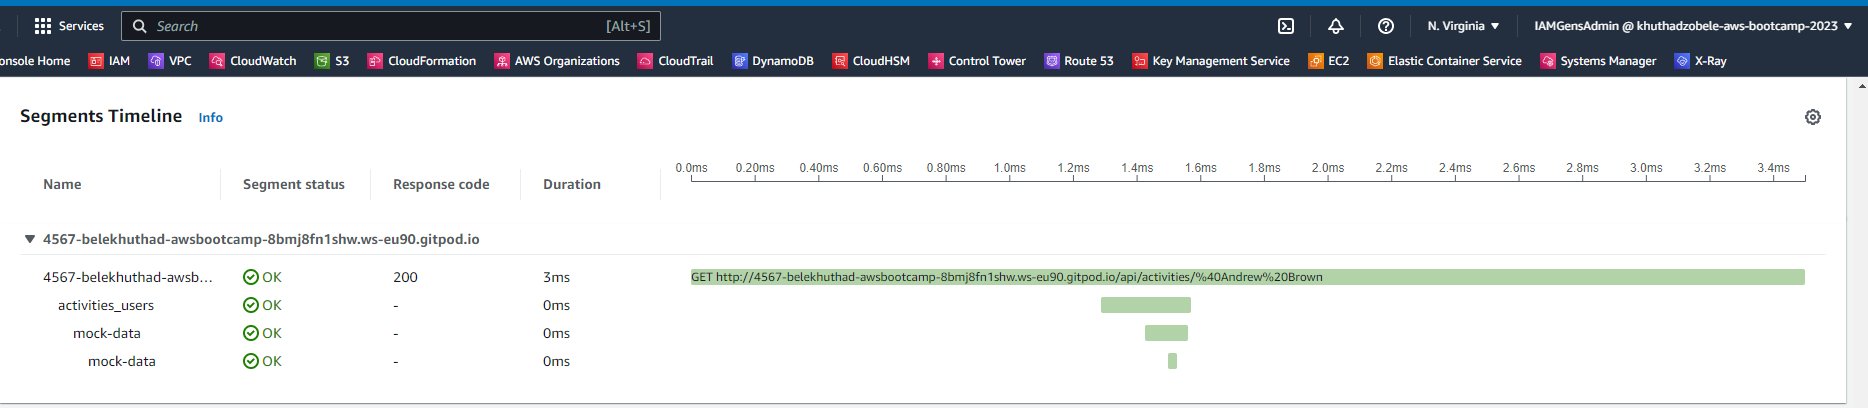 Services Search [Alt+S] N. Virginia IAMGensAdmin @ khuthadzobele-aws-bootcamp-2023
onsole Home IAM VPC CloudWatch S3 CloudFormation AWS Organizations CloudTrail DynamoDB CloudHSM Control Tower Route 53 Key Management Service EC2 Elastic Container Service Systems Manager X-Ray
Segments Timeline Info
0.0ms 0.20ms 0.40ms 0.60ms 0.80ms 1.0ms 1.2ms 1.4ms 1.6ms 1.8ms 2.0ms 2.2ms 2.4ms 2.6ms 2.8ms 3.0ms 3.2ms 3.4ms
Name Segment status Response code Duration
4567-belekhuthad-awsbootcamp-8bmj8fn1shw.ws-eu90.gitpod.io
4567-belekhuthad-awsb... OK 200 3ms GET http://4567-belekhuthad-awsbootcamp-8bmj8fn1shw.ws-eu90.gitpod.io/api/activities/%40Andrew%20Brown
activities_users OK - 0ms
mock-data OK - 0ms
mock-data OK - 0ms